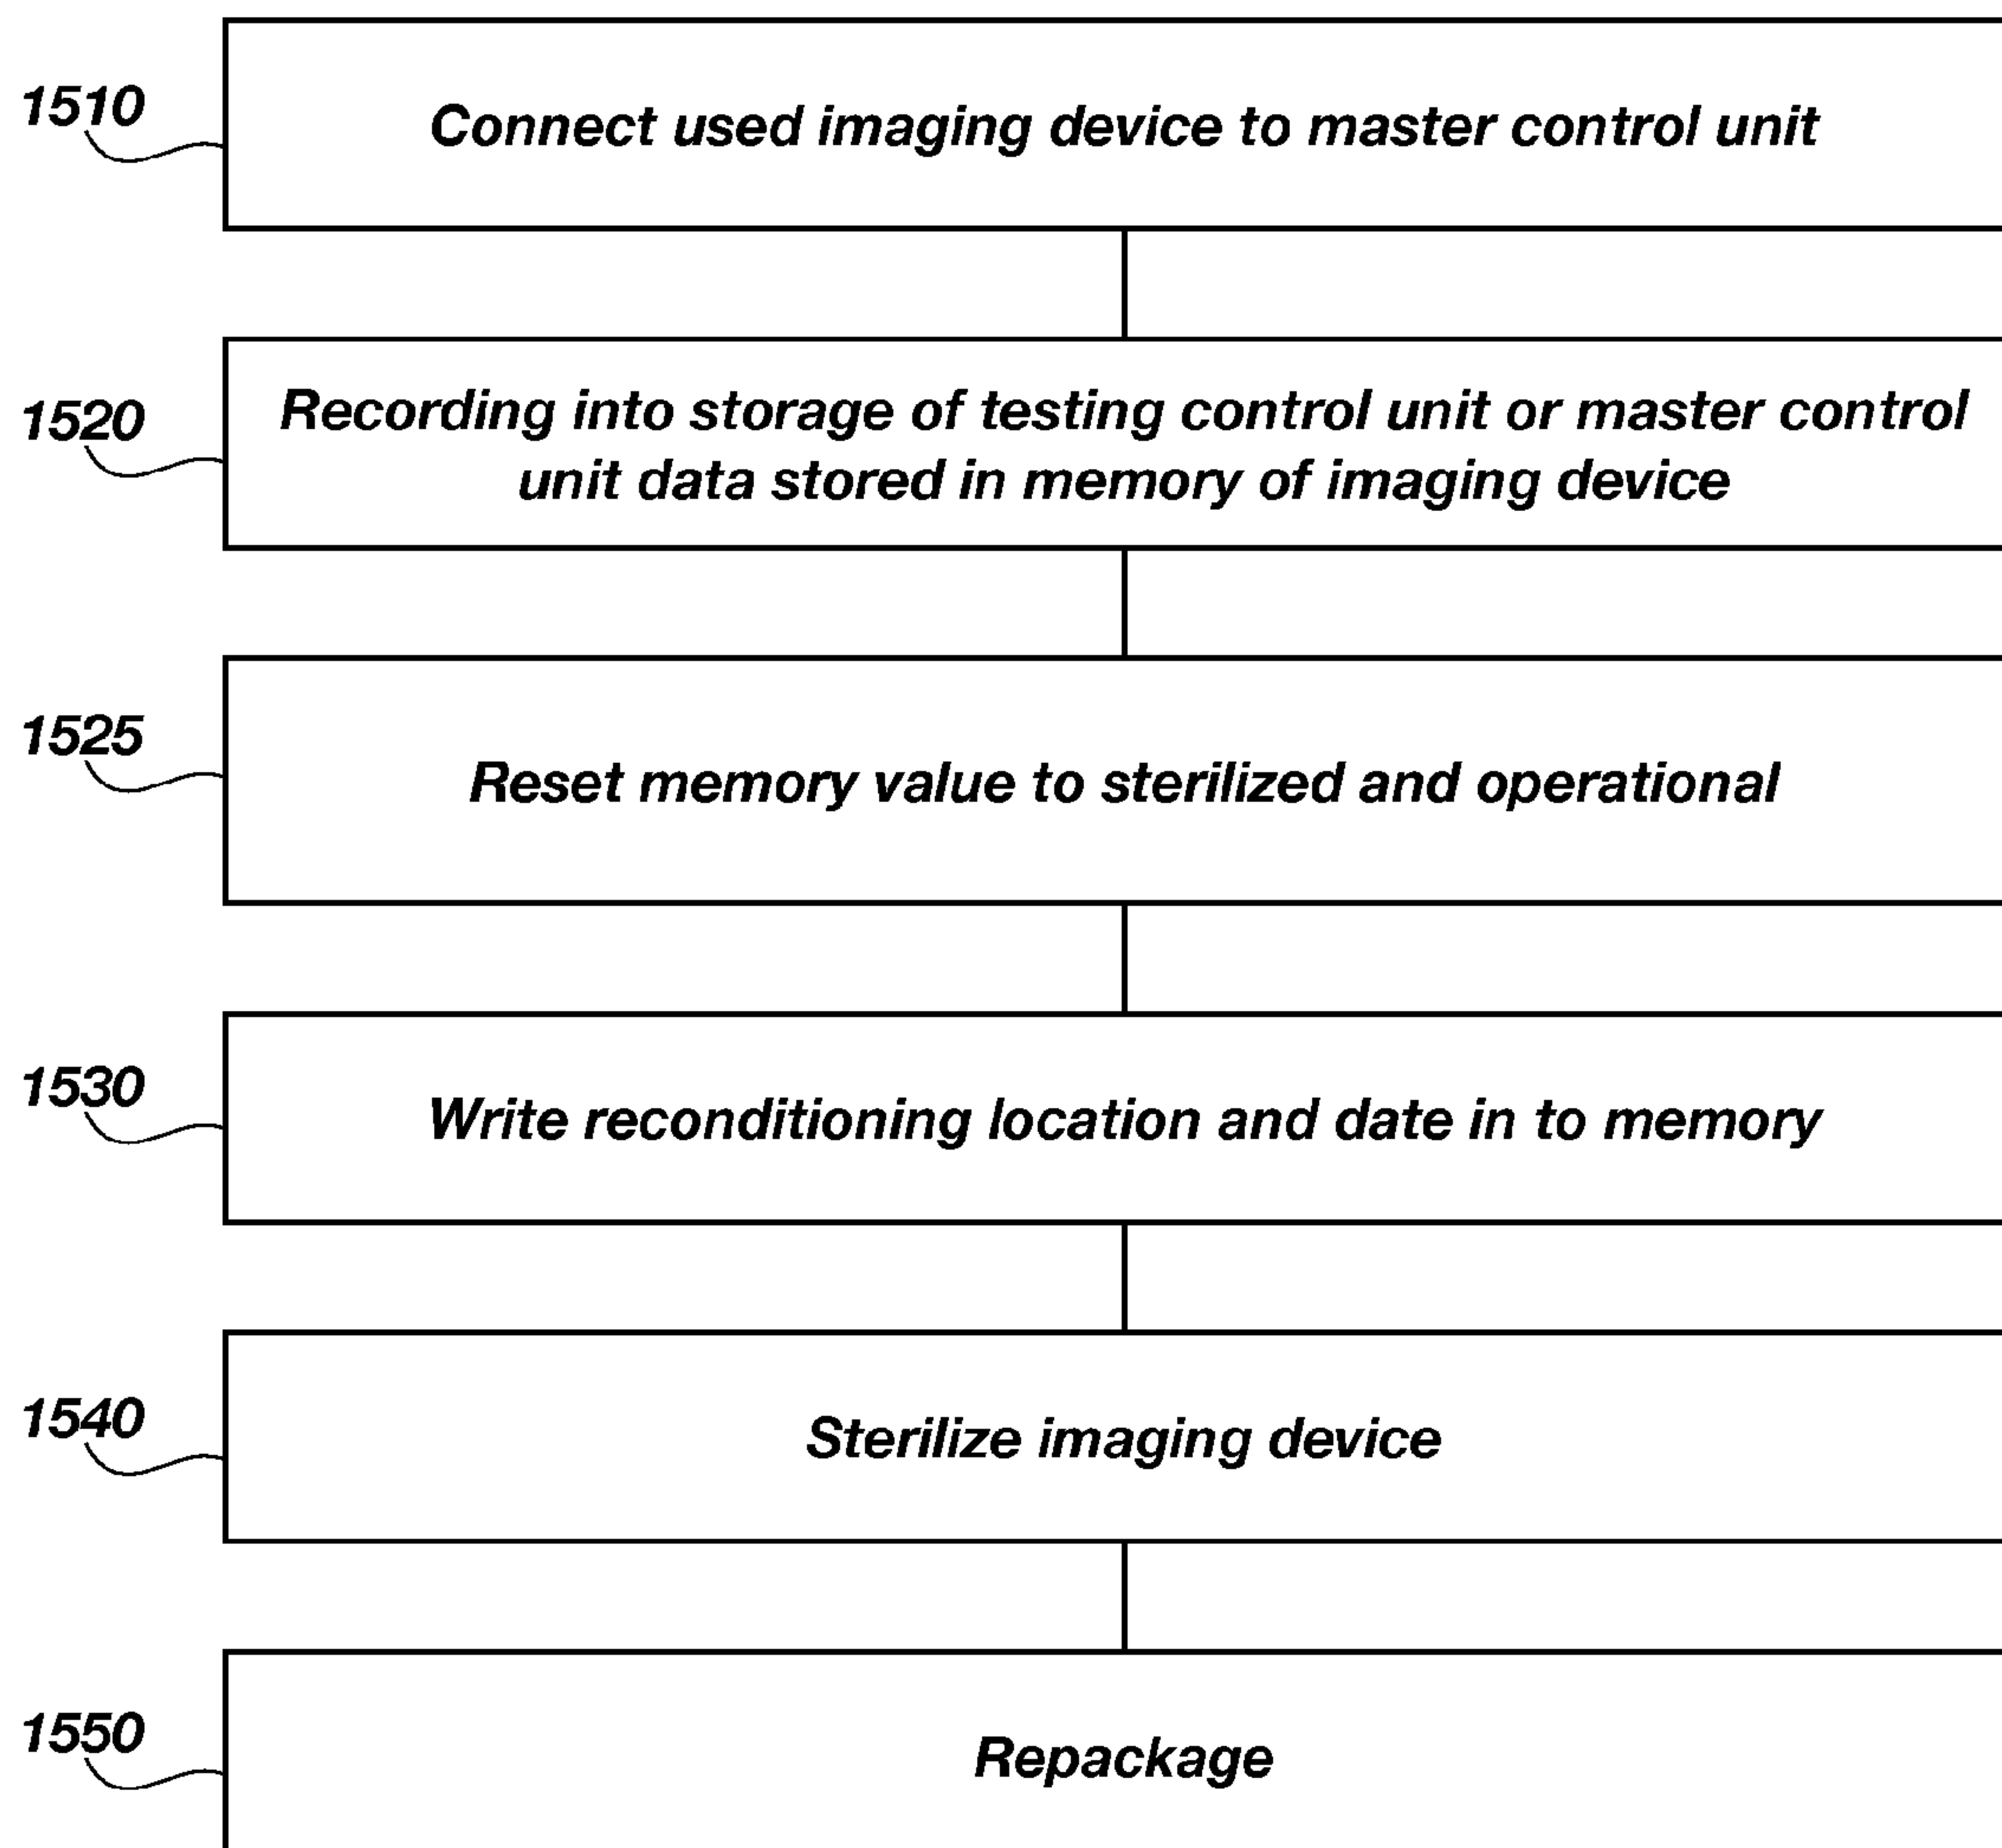 1510
Connect used imaging device to master control unit
1520
Recording into storage of testing control unit or master control
unit data stored in memory of imaging device
1525
Reset memory value to sterilized and operational
1530
Write reconditioning location and date in to memory
1540
Sterilize imaging device
1550
Repackage